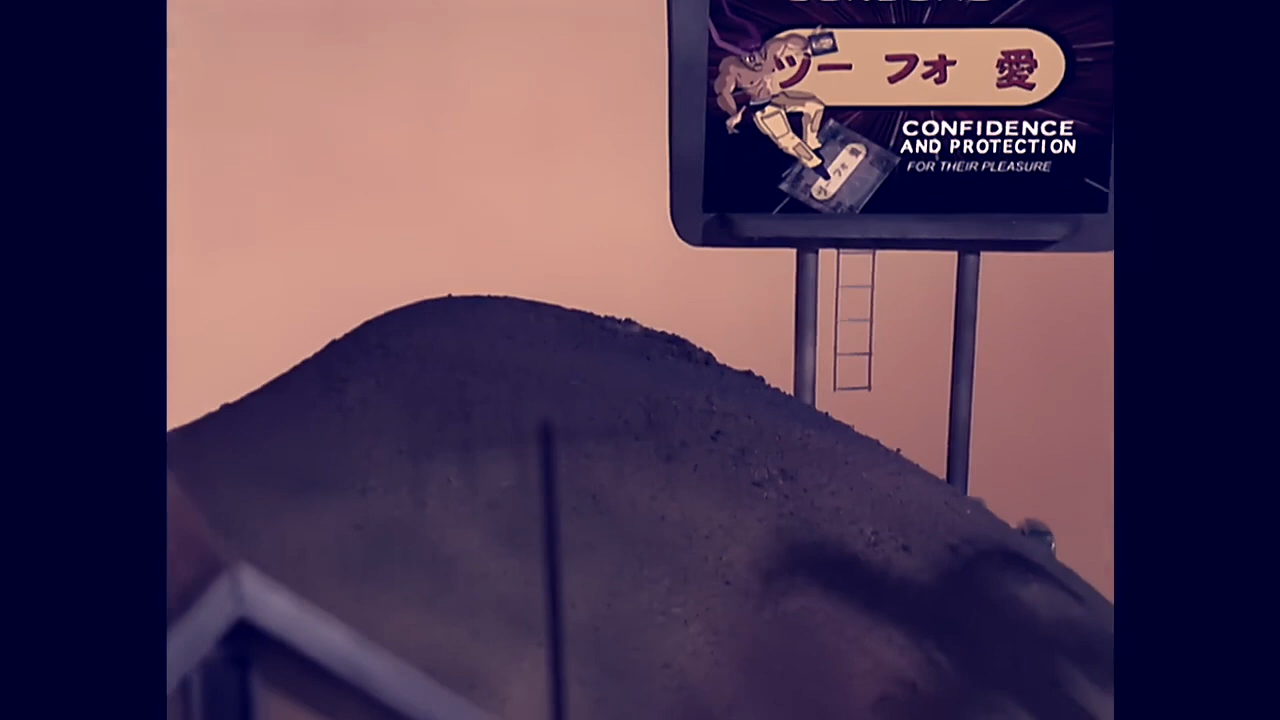 ツー フォ 愛
CONFIDENCE
AND PROTECTION
FOR THEIR PLEASURE